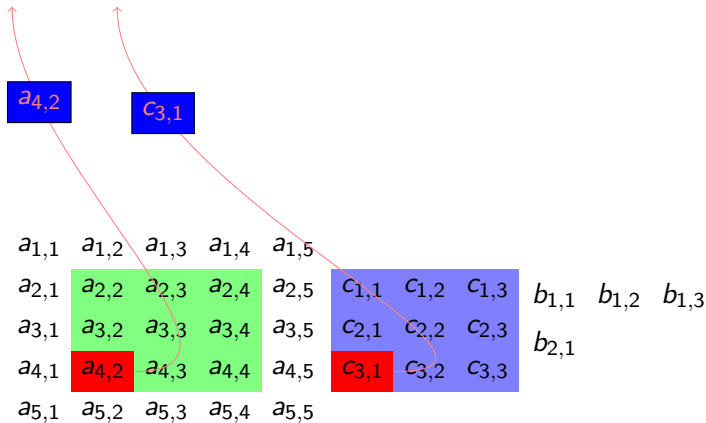 a4,2
c3,1
a1,1 a1,2 a1,3 a1,4 a1,5
a2,1 a2,2 a2,3 a2,4 a2,5 c1,1 c1,2 c1,3 b1,1 b1,2 b1,3
a3,1 a3,2 a3,3 a3,4 a3,5 c2,1 c2,2 c2,3 b2,1
a4,1 a4,2 a4,3 a4,4 a4,5 c3,1 c3,2 c3,3
a5,1 a5,2 a5,3 a5,4 a5,5